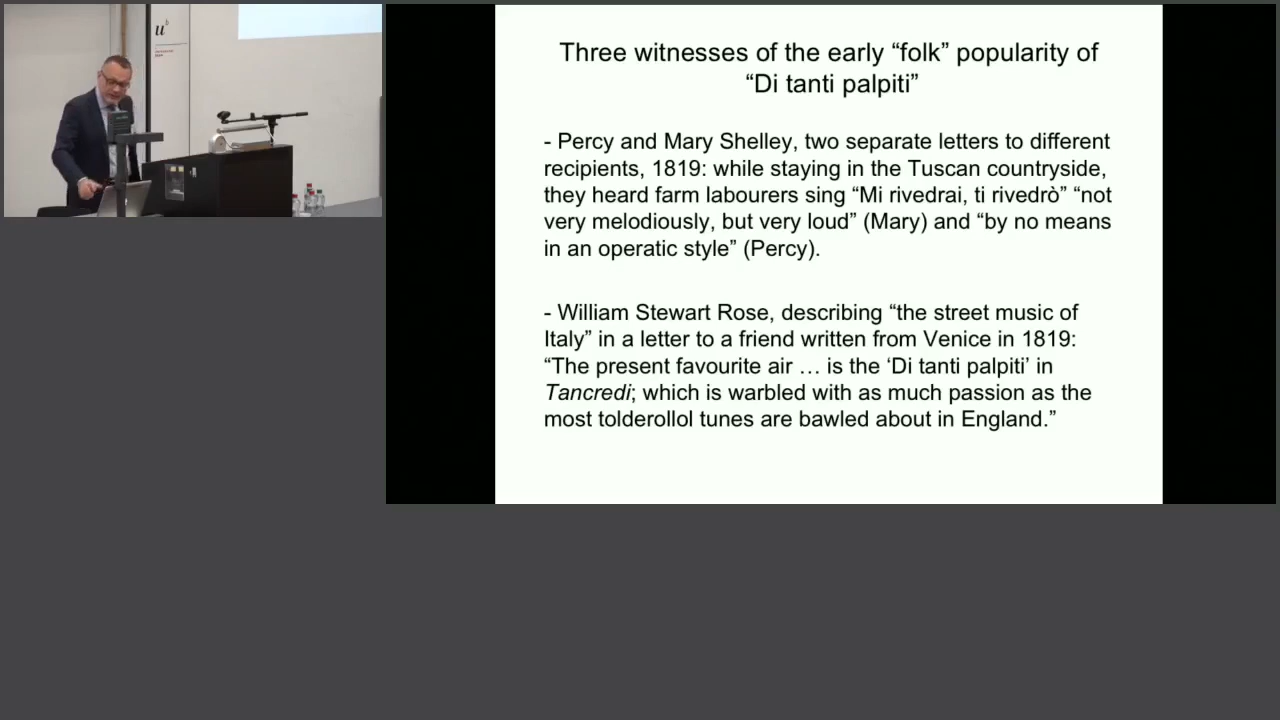 u^b
Three witnesses of the early “folk” popularity of
“Di tanti palpiti”
- Percy and Mary Shelley, two separate letters to different
recipients, 1819: while staying in the Tuscan countryside,
they heard farm labourers sing “Mi rivedrai, ti rivedrò” “not
very melodiously, but very loud” (Mary) and “by no means
in an operatic style” (Percy).
- William Stewart Rose, describing “the street music of
Italy” in a letter to a friend written from Venice in 1819:
“The present favourite air … is the ‘Di tanti palpiti’ in
Tancredi; which is warbled with as much passion as the
most tolderollol tunes are bawled about in England.”